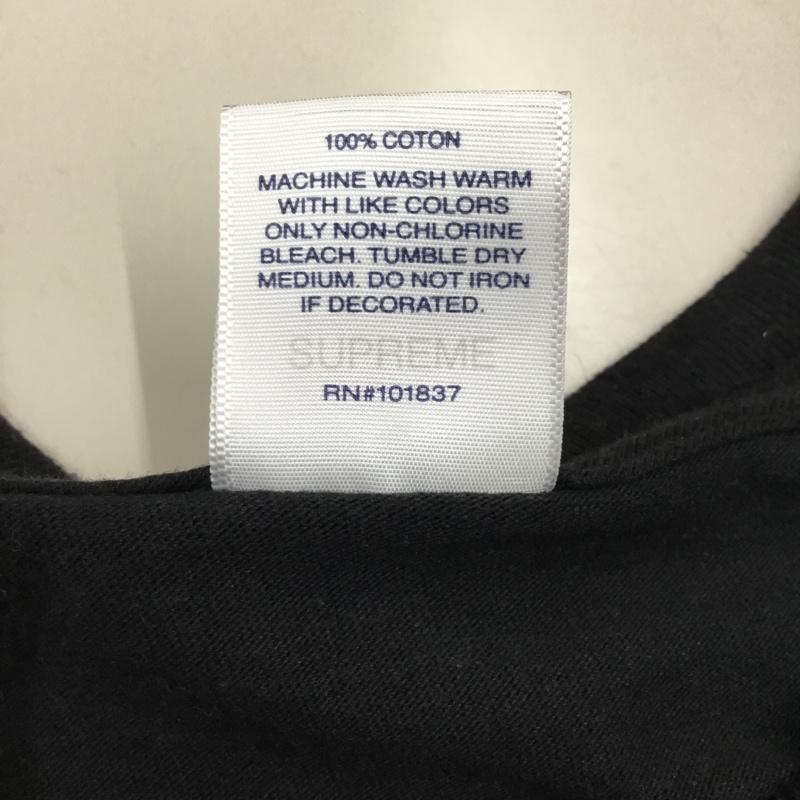 100% COTON
MACHINE WASH WARM
WITH LIKE COLORS
ONLY NON-CHLORINE
BLEACH. TUMBLE DRY
MEDIUM. DO NOT IRON
IF DECORATED.
SUPREME
RN#101837